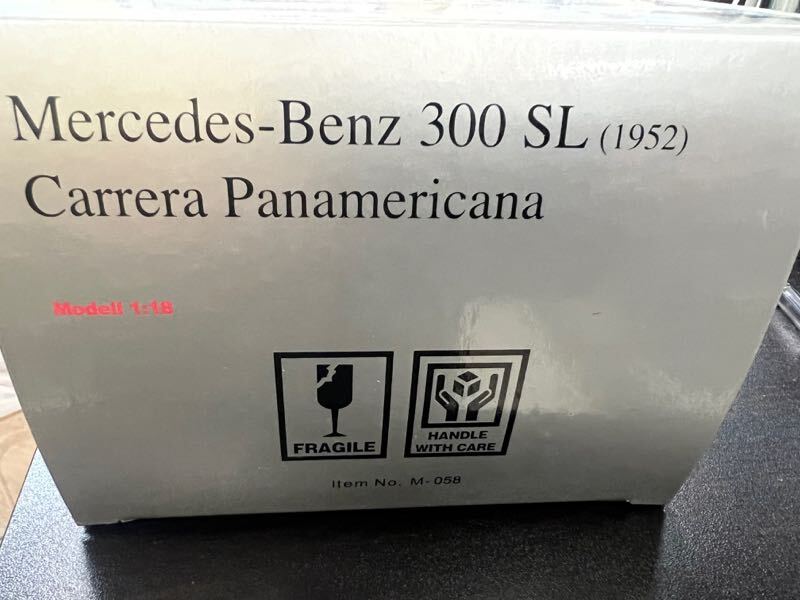 Mercedes-Benz 300 SL (1952)
Carrera Panamericana
Modell 1:18
FRAGILE
HANDLE
WITH CARE
Item No. M-058